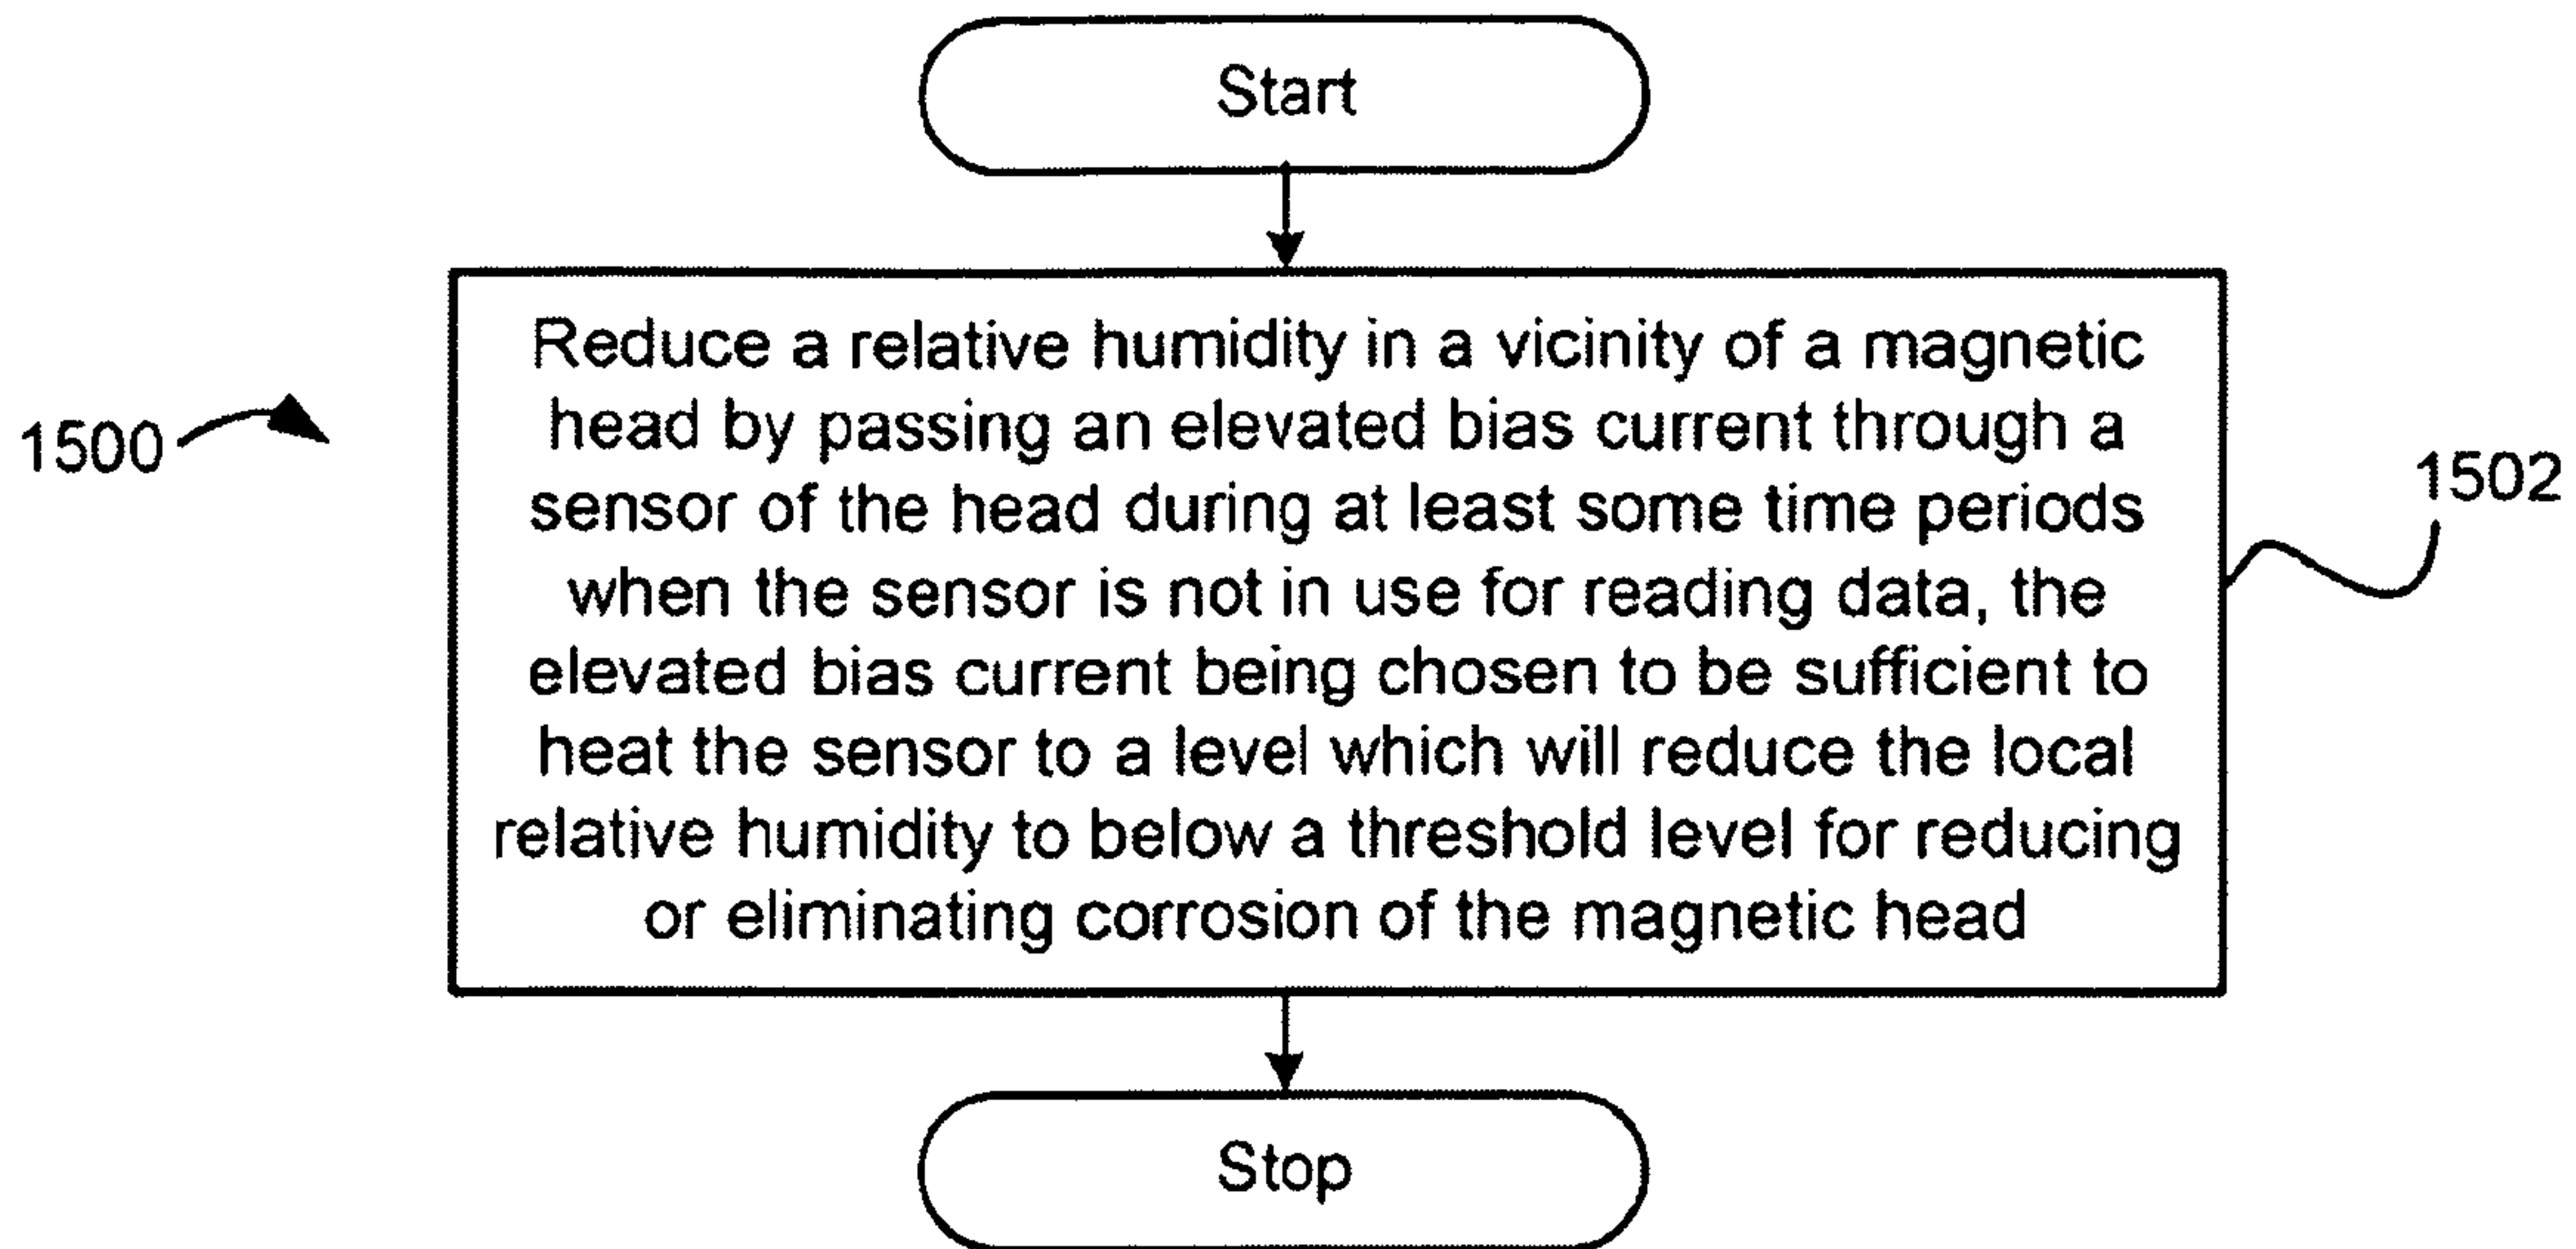 Start
1500
Reduce a relative humidity in a vicinity of a magnetic
head by passing an elevated bias current through a
sensor of the head during at least some time periods
when the sensor is not in use for reading data, the
elevated bias current being chosen to be sufficient to
heat the sensor to a level which will reduce the local
relative humidity to below a threshold level for reducing
or eliminating corrosion of the magnetic head
1502
Stop